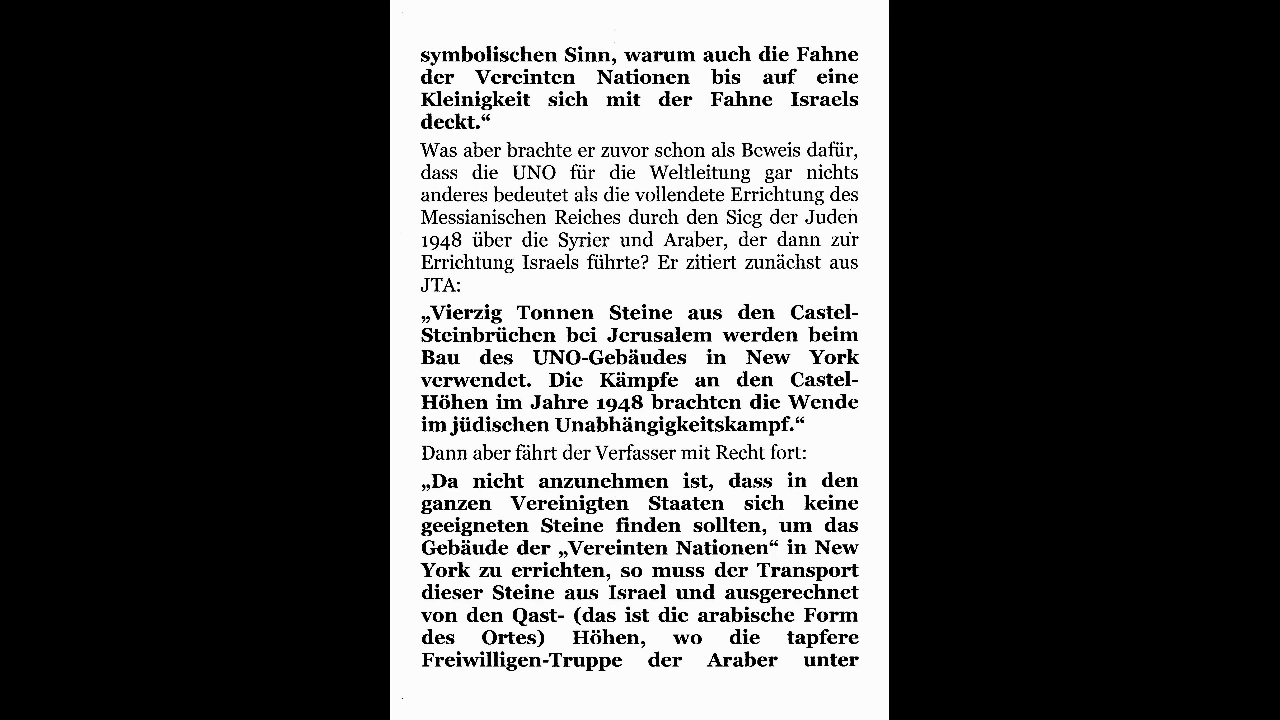 symbolischen Sinn, warum auch die Fahne
der Vereinten Nationen bis auf eine
Kleinigkeit sich mit der Fahne Israels
deckt.“
Was aber brachte er zuvor schon als Beweis dafür,
dass die UNO für die Weltleitung gar nichts
anderes bedeutet als die vollendete Errichtung des
Messianischen Reiches durch den Sieg der Juden
1948 über die Syrier und Araber, der dann zur
Errichtung Israels führte? Er zitiert zunächst aus
JTA:
„Vierzig Tonnen Steine aus den Castel-
Steinbrüchen bei Jerusalem werden beim
Bau des UNO-Gebäudes in New York
verwendet. Die Kämpfe an den Castel-
Höhen im Jahre 1948 brachten die Wende
im jüdischen Unabhängigkeitskampf.“
Dann aber fährt der Verfasser mit Recht fort:
„Da nicht anzunehmen ist, dass in den
ganzen Vereinigten Staaten sich keine
geeigneten Steine finden sollten, um das
Gebäude der „Vereinten Nationen“ in New
York zu errichten, so muss der Transport
dieser Steine aus Israel und ausgerechnet
von den Qast- (das ist die arabische Form
des Ortes) Höhen, wo die tapfere
Freiwilligen-Truppe der Araber unter